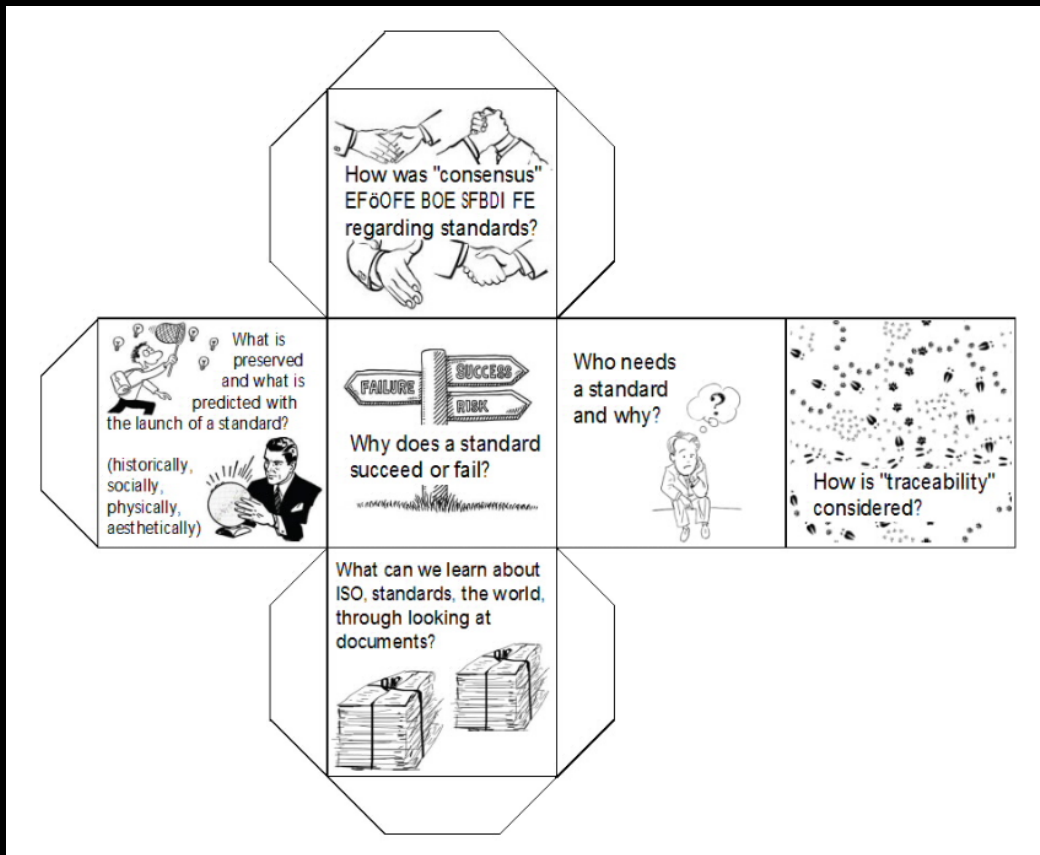 How was "consensus"
EFöOFE BOE SFBDI FE
regarding standards?
What is
preserved
and what is
predicted with
the launch of a standard?
(historically,
socially,
physically,
aesthetically)
FAILURE
SUCCESS
RISK
Why does a standard
succeed or fail?
Who needs
a standard
and why?
?
How is "traceability"
considered?
What can we learn about
ISO, standards, the world,
through looking at
documents?